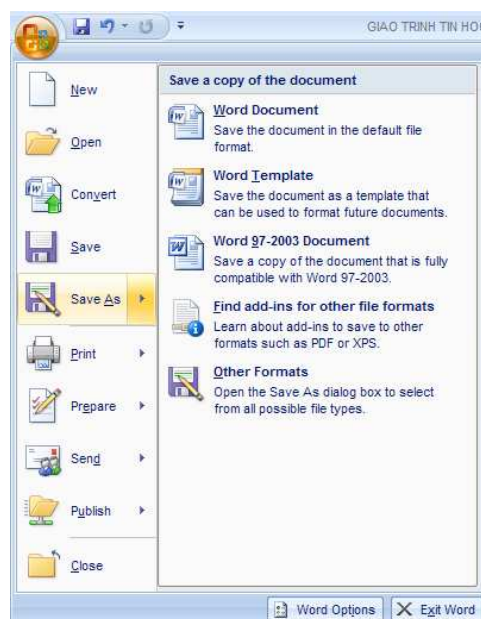 GIAO TRINH TIN HO
New
Open
Convert
Save
Save As
Print
Prepare
Send
Publish
Close
Save a copy of the document
Word Document
Save the document in the default file
format.
Word Template
Save the document as a template that
can be used to format future documents.
Word 97-2003 Document
Save a copy of the document that is fully
compatible with Word 97-2003.
Find add-ins for other file formats
Learn about add-ins to save to other
formats such as PDF or XPS.
Other Formats
Open the Save As dialog box to select
from all possible file types.
Word Options
Exit Word